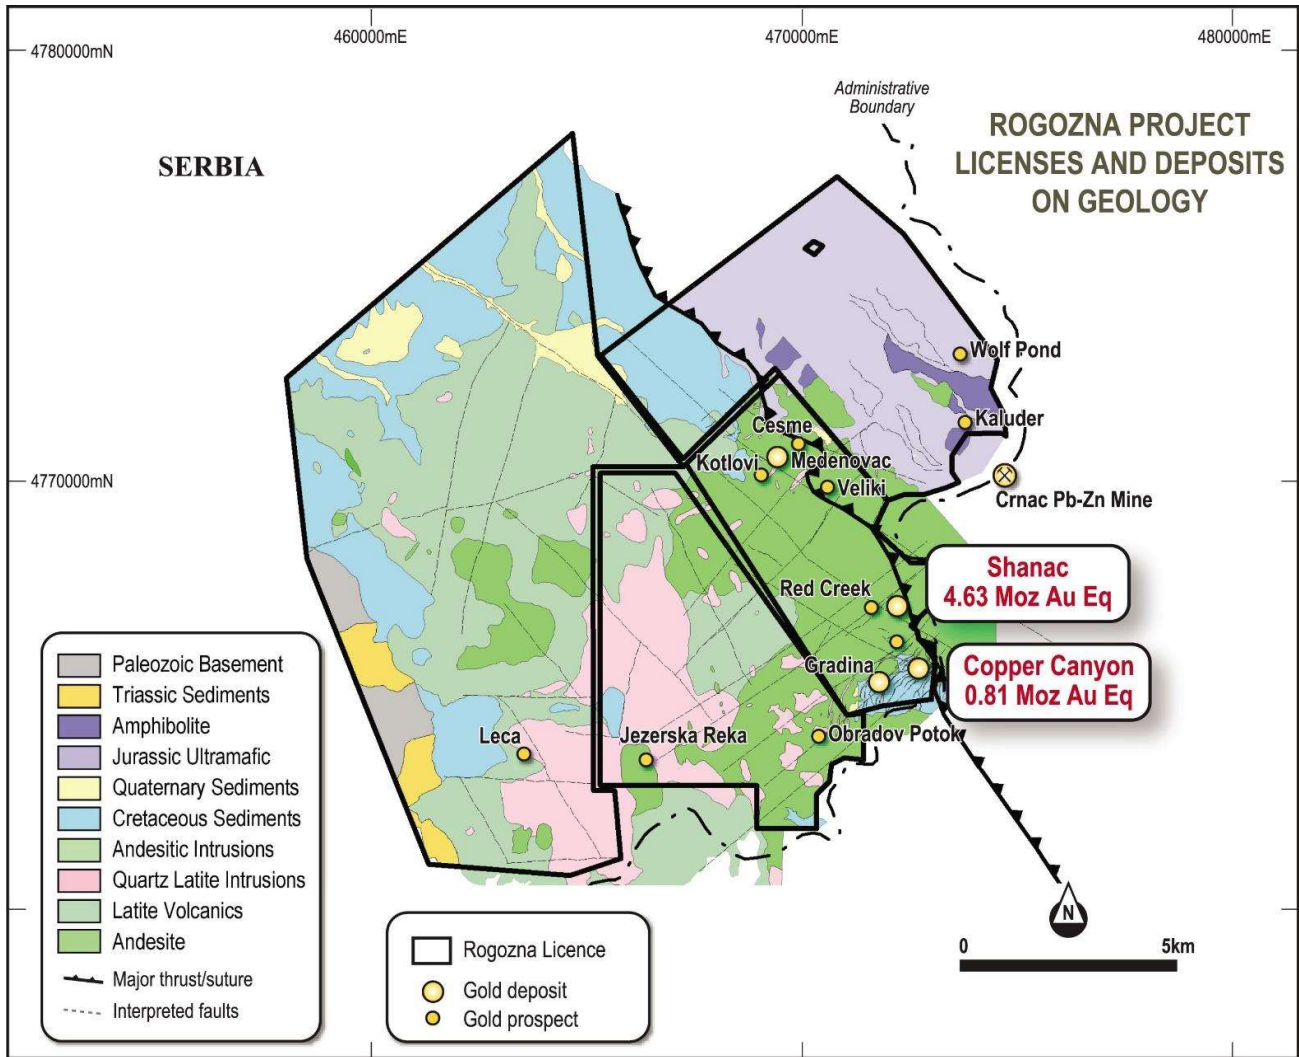 460000mE
470000mE
480000mE
4780000mN
Administrative
Boundary
ROGOZNA PROJECT
LICENSES AND DEPOSITS
ON GEOLOGY
SERBIA
Wolf Pond
Kaluder
Cesme
Kotlovi
Medenovac
Veliki
4770000mN
Crnac Pb-Zn Mine
Shanac
4.63 Moz Au Eq
Red Creek
Gradina
Copper Canyon
0.81 Moz Au Eq
Leca
Jezerska Reka
Obradov Potok
Paleozoic Basement
Triassic Sediments
Amphibolite
Jurassic Ultramafic
Quaternary Sediments
Cretaceous Sediments
Andesitic Intrusions
Quartz Latite Intrusions
Latite Volcanics
Andesite
Major thrust/suture
Interpreted faults
Rogozna Licence
Gold deposit
Gold prospect
N
0 5km